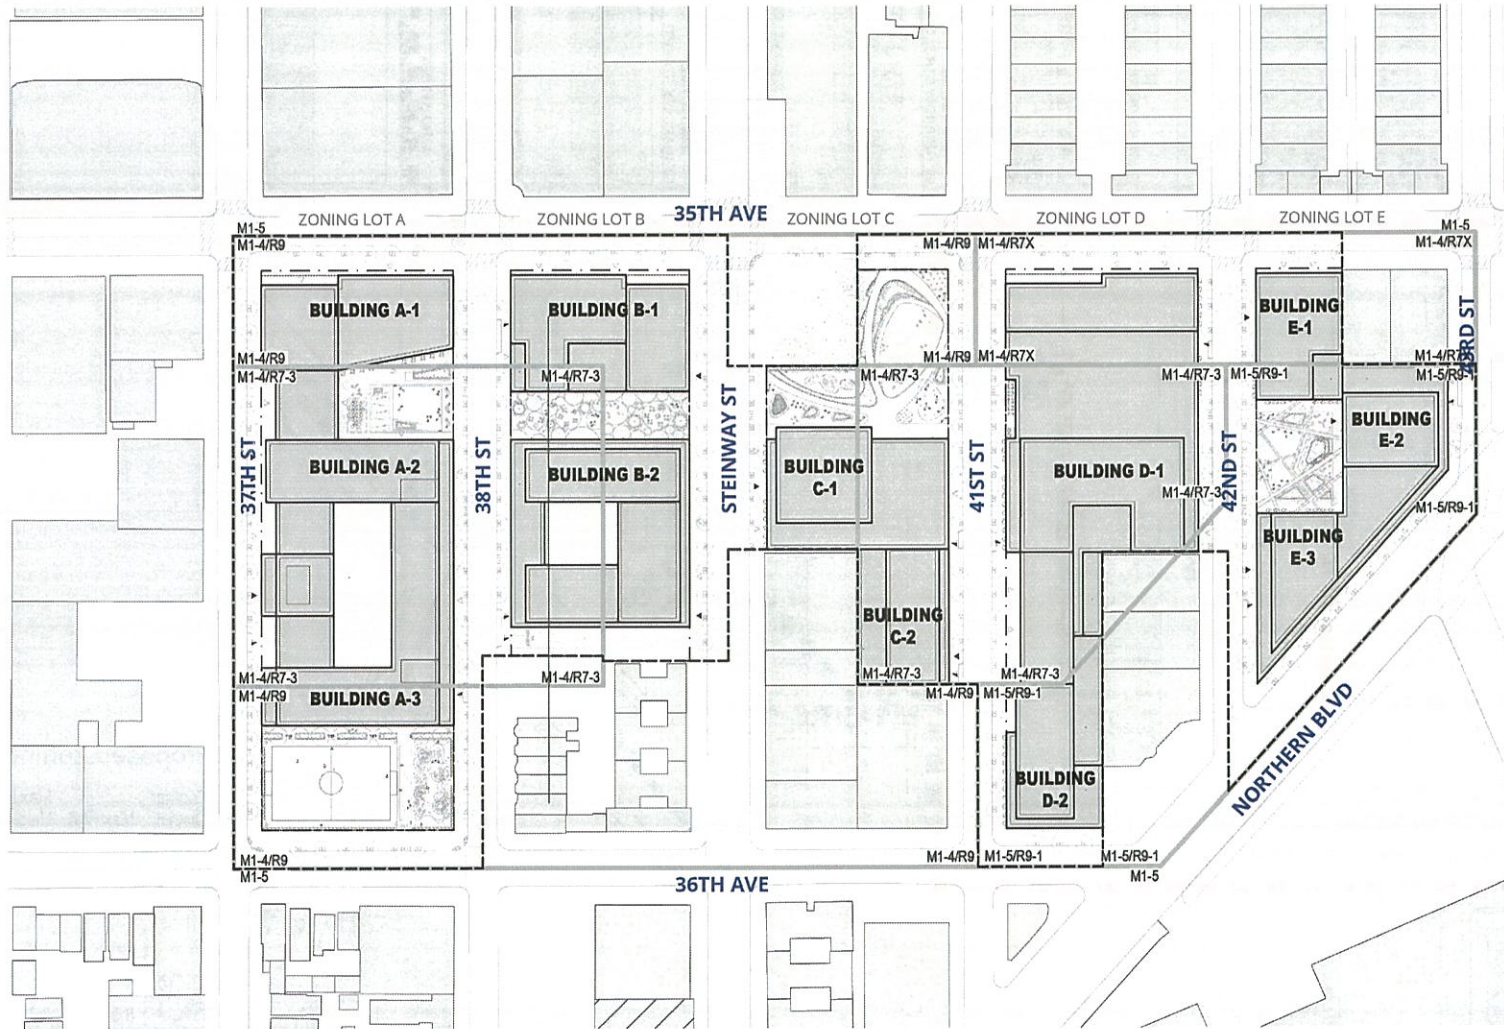 35TH AVE
ZONING LOT A
ZONING LOT B
ZONING LOT C
ZONING LOT D
ZONING LOT E
M1-5
M1-4/R9
M1-4/R9
M1-4/R7X
M1-5
M1-4/R7X
BUILDING A-1
BUILDING B-1
BUILDING
E-1
43RD ST
M1-4/R9
M1-4/R7-3
M1-4/R7-3
M1-4/R9
M1-4/R7X
M1-4/R7-3
M1-4/R7-3
M1-5/R9-1
M1-5/R9-1
37TH ST
38TH ST
STEINWAY ST
41ST ST
42ND ST
BUILDING A-2
BUILDING B-2
BUILDING
C-1
BUILDING D-1
M1-4/R7-3
BUILDING
E-2
M1-5/R9-1
BUILDING
E-3
BUILDING
C-2
M1-4/R7-3
M1-4/R9
M1-4/R7-3
M1-4/R7-3
M1-4/R9
M1-4/R7-3
M1-5/R9-1
BUILDING A-3
BUILDING
D-2
NORTHERN BLVD
M1-4/R9
M1-5
M1-4/R9
M1-5/R9-1
M1-5/R9-1
M1-5
36TH AVE